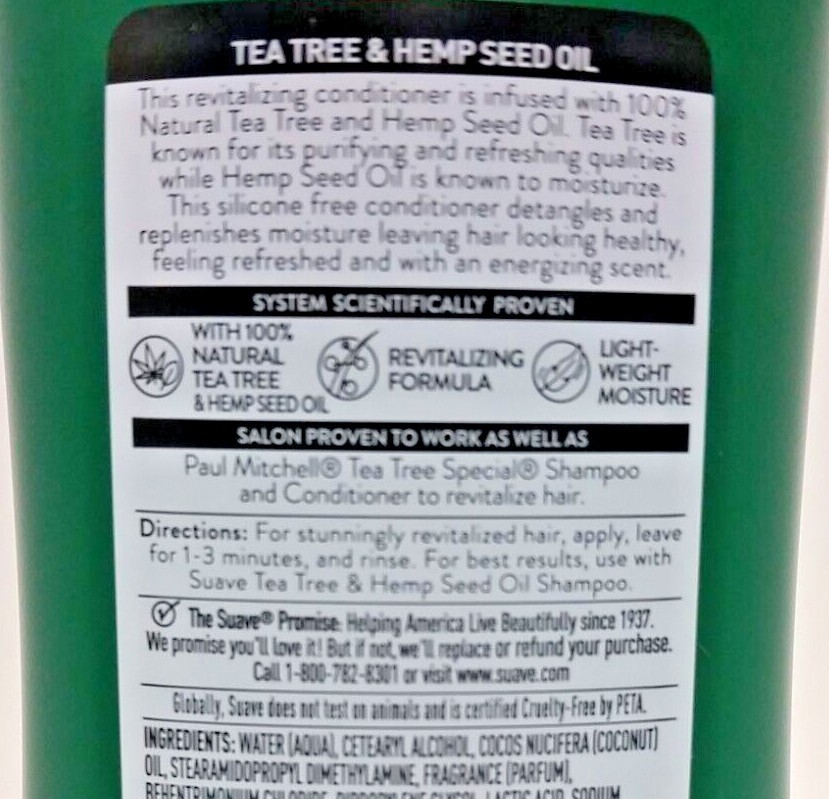 TEA TREE & HEMP SEED OIL
This revitalizing conditioner is infused with 100%
Natural Tea Tree and Hemp Seed Oil. Tea Tree is
known for its purifying and refreshing qualities
while Hemp Seed Oil is known to moisturize.
This silicone free conditioner detangles and
replenishes moisture leaving hair looking healthy,
feeling refreshed and with an energizing scent.
SYSTEM SCIENTIFICALLY PROVEN
WITH 100%
NATURAL
TEA TREE
& HEMP SEED OIL
REVITALIZING
FORMULA
LIGHT-
WEIGHT
MOISTURE
SALON PROVEN TO WORK AS WELL AS
Paul Mitchell® Tea Tree Special® Shampoo
and Conditioner to revitalize hair.
Directions: For stunningly revitalized hair, apply, leave
for 1-3 minutes, and rinse. For best results, use with
Suave Tea Tree & Hemp Seed Oil Shampoo.
The Suave® Promise: Helping America Live Beautifully since 1937.
We promise you'll love it! But if not, we'll replace or refund your purchase.
Call 1-800-782-8301 or visit www.suave.com
Globally, Suave does not test on animals and is certified Cruelty-Free by PETA.
INGREDIENTS: WATER (AQUA), CETEARYL ALCOHOL, COCOS NUCIFERA (COCONUT)
OIL, STEARAMIDOPROPYL DIMETHYLAMINE, FRAGRANCE (PARFUM),
BEHENTRIMONIUM CHLORIDE, DIPROPYLENE GLYCOL, LACTIC ACID, SODIUM